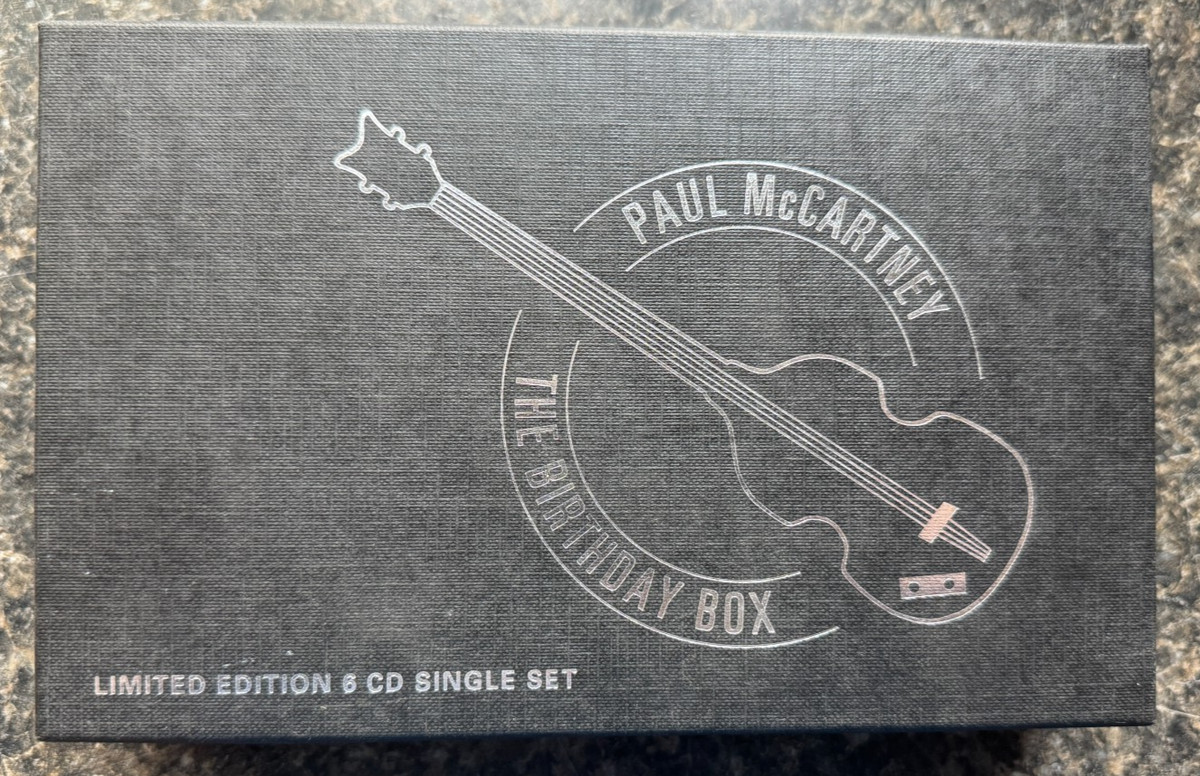 PAUL McCARTNEY
THE BIRTHDAY BOX
LIMITED EDITION 6 CD SINGLE SET